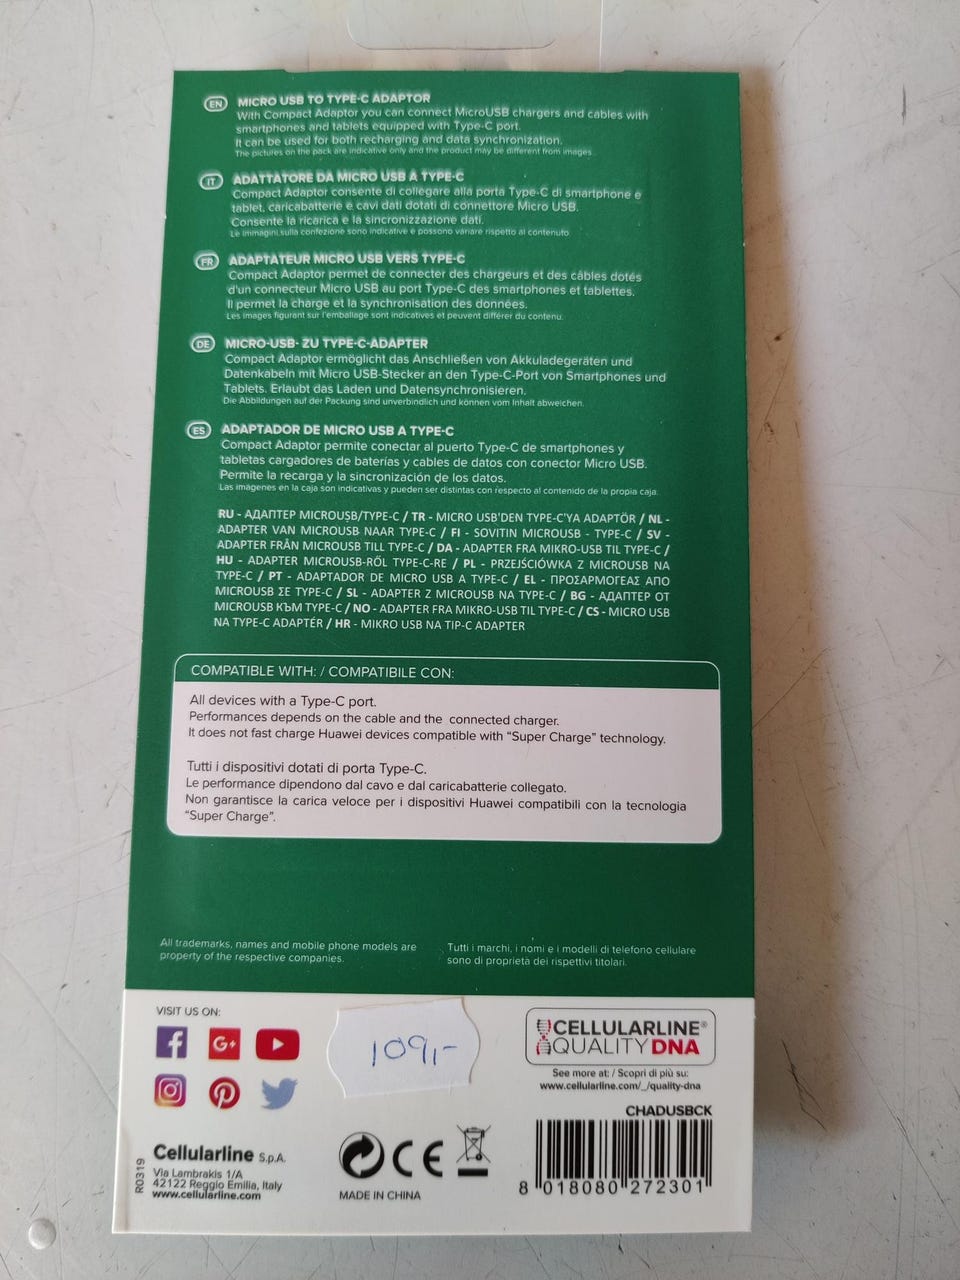 EN MICRO USB TO TYPE-C ADAPTOR
With Compact Adaptor you can connect MicroUSB chargers and cables with
smartphones and tablets equipped with Type-C port.
It can be used for both recharging and data synchronization.
The pictures on the pack are indicative only and the product may be different from images.
IT ADATTATORE DA MICRO USB A TYPE-C
Compact Adaptor consente di collegare alla porta Type-C di smartphone e
tablet, caricabatterie e cavi dati dotati di connettore Micro USB.
Consente la ricarica e la sincronizzazione dati.
Le immagini sulla confezione sono indicative e possono variare rispetto al contenuto.
FR ADAPTATEUR MICRO USB VERS TYPE-C
Compact Adaptor permet de connecter des chargeurs et des câbles dotés
d'un connecteur Micro USB au port Type-C des smartphones et tablettes.
Il permet la charge et la synchronisation des données.
Les images figurant sur l'emballage sont indicatives et peuvent différer du contenu.
DE MICRO-USB- ZU TYPE-C-ADAPTER
Compact Adaptor ermöglicht das Anschließen von Akkuladegeräten und
Datenkabeln mit Micro USB-Stecker an den Type-C-Port von Smartphones und
Tablets. Erlaubt das Laden und Datensynchronisieren.
Die Abbildungen auf der Packung sind unverbindlich und können vom Inhalt abweichen.
ES ADAPTADOR DE MICRO USB A TYPE-C
Compact Adaptor permite conectar al puerto Type-C de smartphones y
tabletas cargadores de baterías y cables de datos con conector Micro USB.
Permite la recarga y la sincronización de los datos.
Las imágenes en la caja son indicativas y pueden ser distintas con respecto al contenido de la propia caja.
RU - АДАПТЕР MICROUSB/TYPE-C / TR - MICRO USB'DEN TYPE-C'YA ADAPTÖR / NL -
ADAPTER VAN MICROUSB NAAR TYPE-C / FI - SOVITIN MICROUSB - TYPE-C / SV -
ADAPTER FRÅN MICROUSB TILL TYPE-C / DA - ADAPTER FRA MIKRO-USB TIL TYPE-C /
HU - ADAPTER MICROUSB-RŐL TYPE-C-RE / PL - PRZEJŚCIÓWKA Z MICROUSB NA
TYPE-C / PT - ADAPTADOR DE MICRO USB A TYPE-C / EL - ΠΡΟΣΑΡΜΟΓΕΑΣ ΑΠΟ
MICROUSB ΣΕ TYPE-C / SL - ADAPTER Z MICROUSB NA TYPE-C / BG - АДАПТЕР ОТ
MICROUSB КЪМ TYPE-C / NO - ADAPTER FRA MIKRO-USB TIL TYPE-C / CS - MICRO USB
NA TYPE-C ADAPTÉR / HR - MIKRO USB NA TIP-C ADAPTER
COMPATIBLE WITH: / COMPATIBILE CON:
All devices with a Type-C port.
Performances depends on the cable and the connected charger.
It does not fast charge Huawei devices compatible with “Super Charge” technology.
Tutti i dispositivi dotati di porta Type-C.
Le performance dipendono dal cavo e dal caricabatterie collegato.
Non garantisce la carica veloce per i dispositivi Huawei compatibili con la tecnologia
“Super Charge”.
All trademarks, names and mobile phone models are
property of the respective companies.
Tutti i marchi, i nomi e i modelli di telefono cellulare
sono di proprietà dei rispettivi titolari.
VISIT US ON:
G+
109,-
CELLULARLINE®
QUALITY DNA
See more at: / Scopri di più su:
www.cellularline.com/_/quality-dna
CHADUSBCK
R0319
Cellularline S.p.A.
Via Lambrakis 1/A
42122 Reggio Emilia, Italy
www.cellularline.com
CE
MADE IN CHINA
8 018080 272301